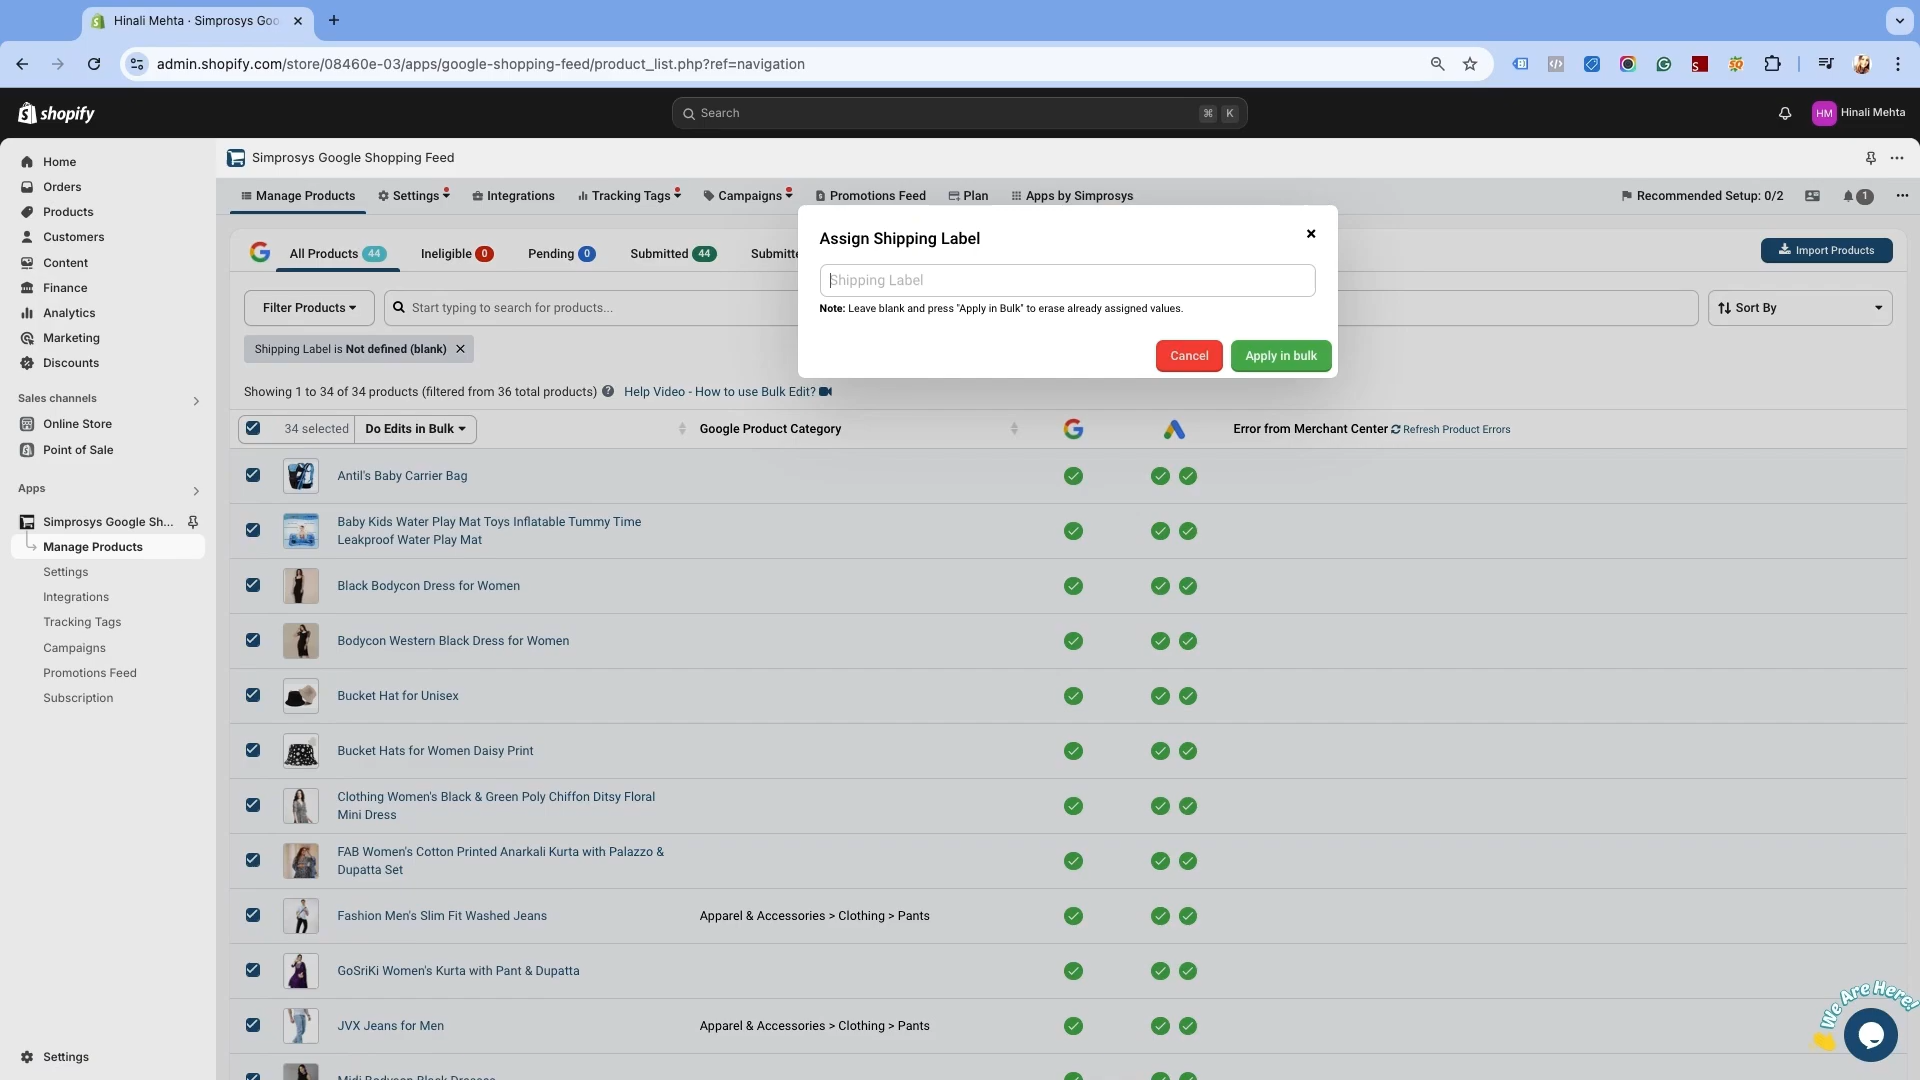 Hinali Mehta · Simprosys Goo
admin.shopify.com/store/08460e-03/apps/google-shopping-feed/product_list.php?ref=navigation
shopify
Search
⌘ K
HM Hinali Mehta
Home
Orders
Products
Customers
Content
Finance
Analytics
Marketing
Discounts
Sales channels
Online Store
Point of Sale
Apps
Simprosys Google Sh...
Manage Products
Settings
Integrations
Tracking Tags
Campaigns
Promotions Feed
Subscription
Settings
Simprosys Google Shopping Feed
Manage Products Settings Integrations Tracking Tags Campaigns Promotions Feed Plan Apps by Simprosys Recommended Setup: 0/2 1
All Products 44 Ineligible 0 Pending 0 Submitted 44 Submitte
Import Products
Assign Shipping Label
Shipping Label
Note: Leave blank and press "Apply in Bulk" to erase already assigned values.
Cancel Apply in bulk
Filter Products Start typing to search for products... Sort By
Shipping Label is Not defined (blank)
Showing 1 to 34 of 34 products (filtered from 36 total products) Help Video - How to use Bulk Edit?
34 selected Do Edits in Bulk Google Product Category Error from Merchant Center Refresh Product Errors
Antil's Baby Carrier Bag
Baby Kids Water Play Mat Toys Inflatable Tummy Time
Leakproof Water Play Mat
Black Bodycon Dress for Women
Bodycon Western Black Dress for Women
Bucket Hat for Unisex
Bucket Hats for Women Daisy Print
Clothing Women's Black & Green Poly Chiffon Ditsy Floral
Mini Dress
FAB Women's Cotton Printed Anarkali Kurta with Palazzo &
Dupatta Set
Fashion Men's Slim Fit Washed Jeans Apparel & Accessories > Clothing > Pants
GoSriKi Women's Kurta with Pant & Dupatta
JVX Jeans for Men Apparel & Accessories > Clothing > Pants
Midi Bodycon Black Dresses
We Are Here!